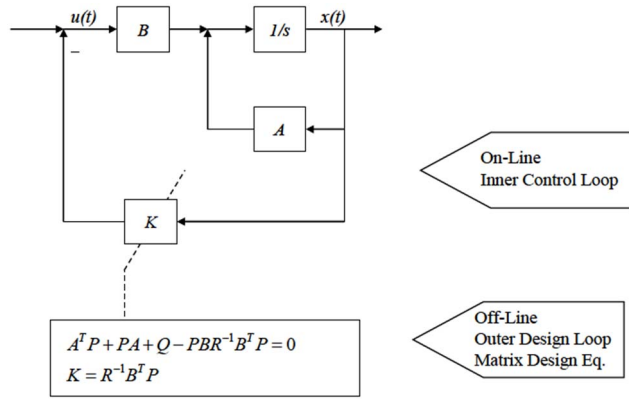 u(t)
B
1/s
x(t)
–
A
K
On-Line
Inner Control Loop
A^T P + PA + Q − PBR^{-1}B^T P = 0
K = R^{-1}B^T P
Off-Line
Outer Design Loop
Matrix Design Eq.